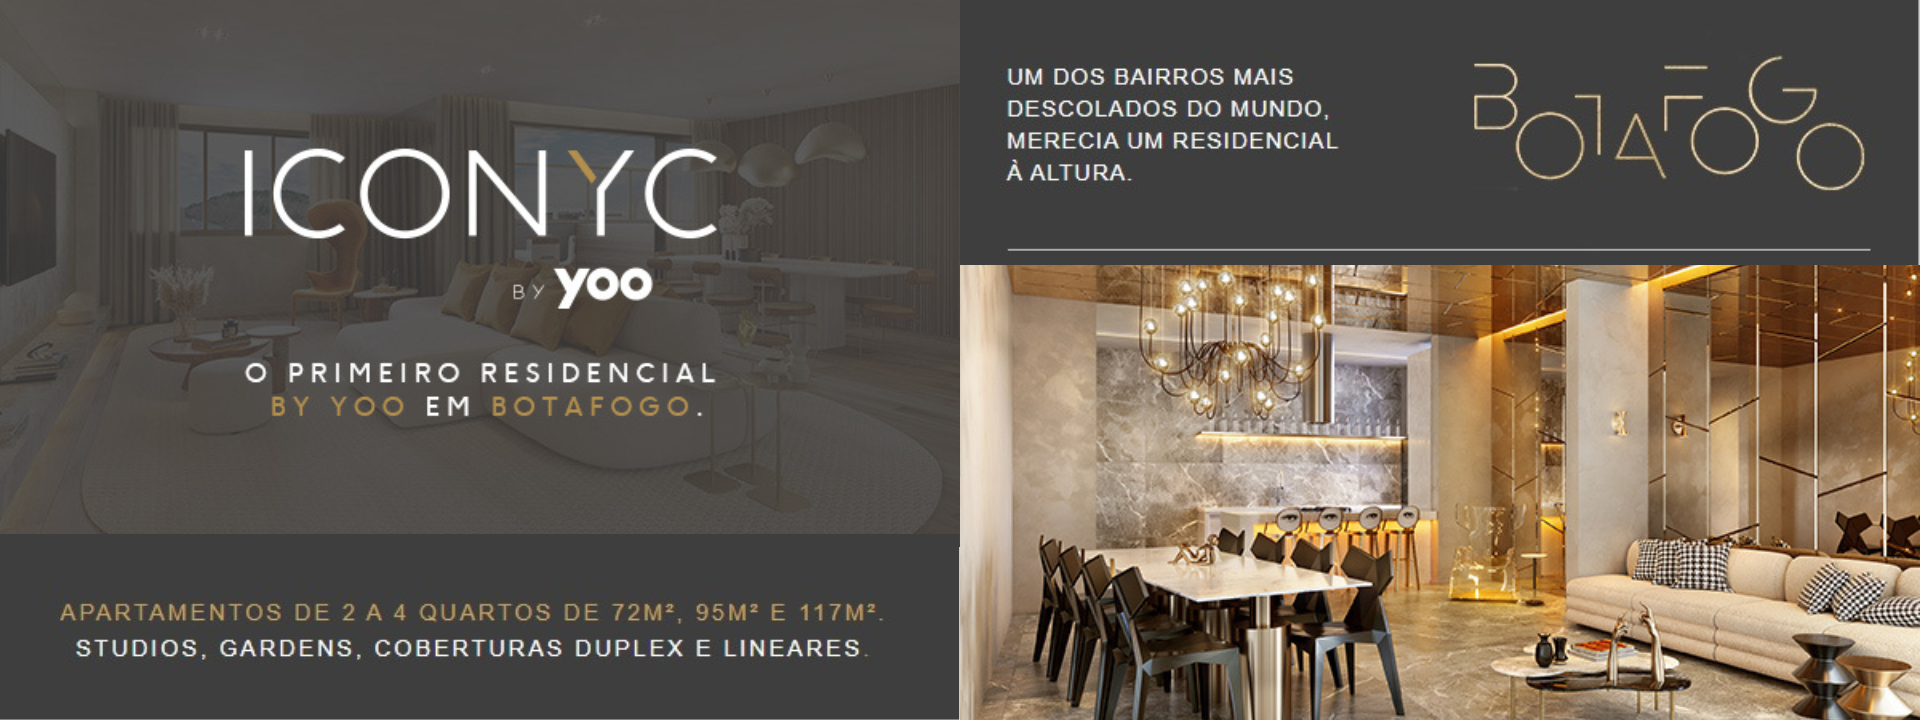 ICONYC
BY yoo
O PRIMEIRO RESIDENCIAL
BY YOO EM BOTAFOGO.
APARTAMENTOS DE 2 A 4 QUARTOS DE 72M², 95M² E 117M².
STUDIOS, GARDENS, COBERTURAS DUPLEX E LINEARES.
UM DOS BAIRROS MAIS
DESCOLADOS DO MUNDO,
MERECIA UM RESIDENCIAL
À ALTURA.
BOTAFOGO